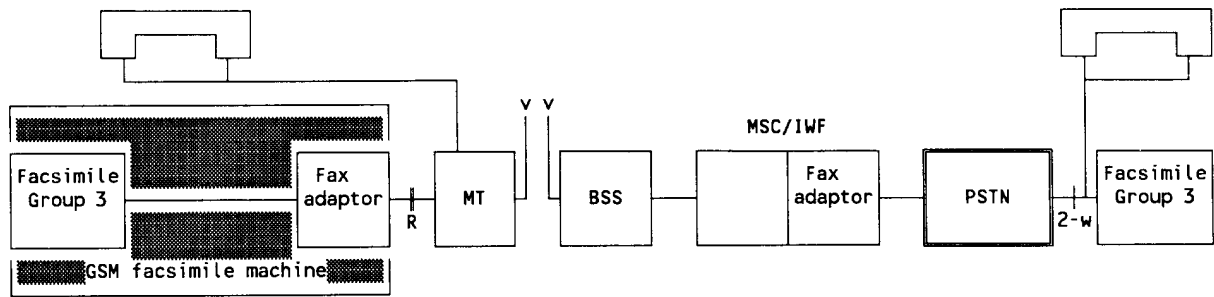 v v
MSC/IWF
Facsimile
Group 3
Fax
adaptor
R
MT
BSS
Fax
adaptor
PSTN
2-w
Facsimile
Group 3
GSM facsimile machine